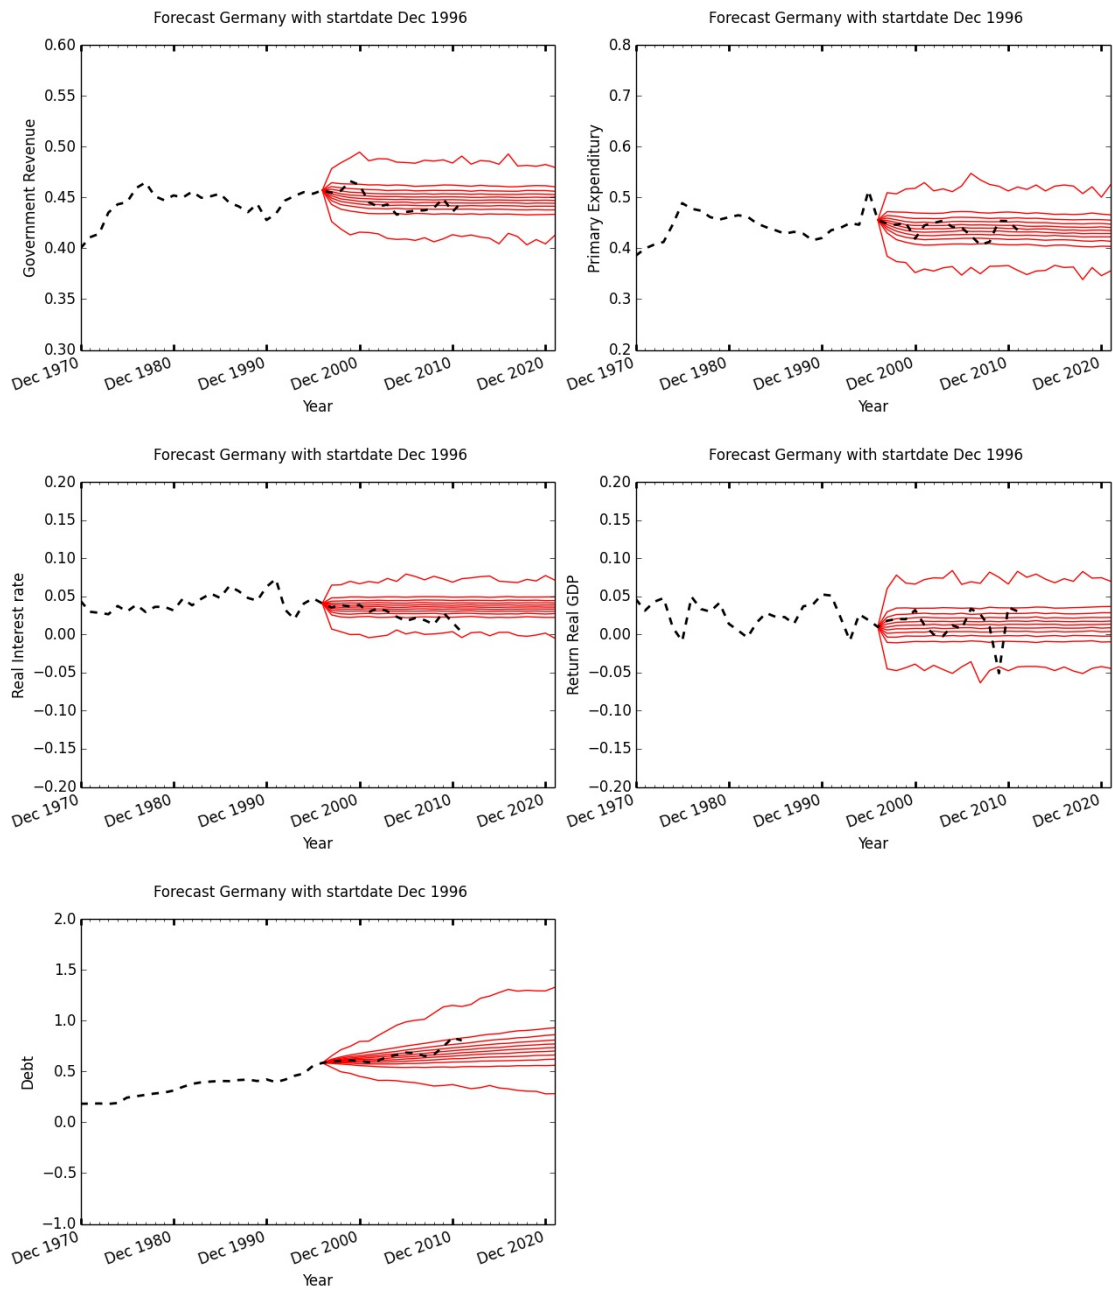 Forecast Germany with startdate Dec 1996
Government Revenue
0.60
0.55
0.50
0.45
0.40
0.35
0.30
Dec 1970
Dec 1980
Dec 1990
Dec 2000
Dec 2010
Dec 2020
Year
Forecast Germany with startdate Dec 1996
Primary Expenditury
0.8
0.7
0.6
0.5
0.4
0.3
0.2
Dec 1970
Dec 1980
Dec 1990
Dec 2000
Dec 2010
Dec 2020
Year
Forecast Germany with startdate Dec 1996
Real Interest rate
0.20
0.15
0.10
0.05
0.00
−0.05
−0.10
−0.15
−0.20
Dec 1970
Dec 1980
Dec 1990
Dec 2000
Dec 2010
Dec 2020
Year
Forecast Germany with startdate Dec 1996
Return Real GDP
0.20
0.15
0.10
0.05
0.00
−0.05
−0.10
−0.15
−0.20
Dec 1970
Dec 1980
Dec 1990
Dec 2000
Dec 2010
Dec 2020
Year
Forecast Germany with startdate Dec 1996
Debt
2.0
1.5
1.0
0.5
0.0
−0.5
−1.0
Dec 1970
Dec 1980
Dec 1990
Dec 2000
Dec 2010
Dec 2020
Year